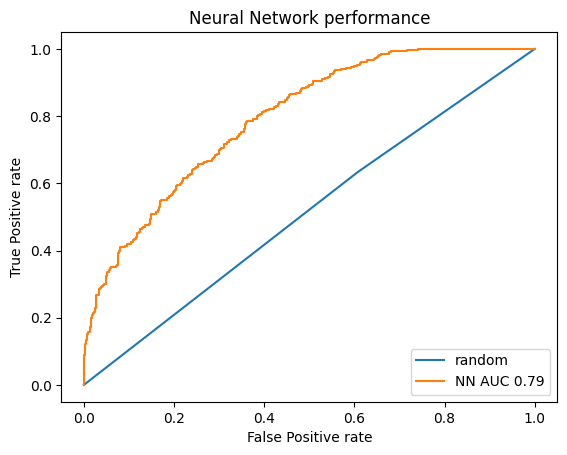 Neural Network performance
1.0
0.8
0.6
0.4
0.2
0.0
True Positive rate
random
NN AUC 0.79
0.0 0.2 0.4 0.6 0.8 1.0
False Positive rate